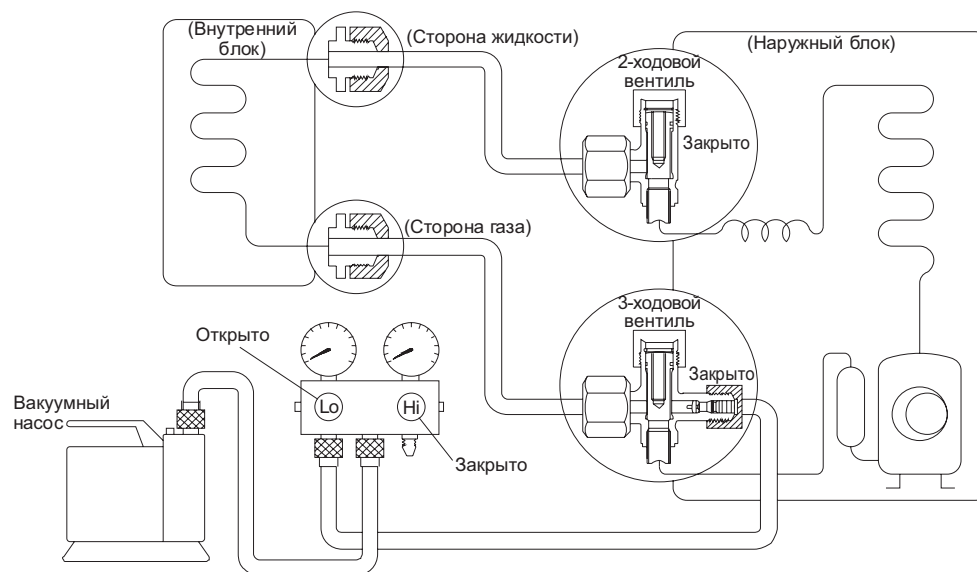 (Внутренний
блок)
(Сторона жидкости)
(Наружный блок)
2-ходовой
вентиль
Закрыто
(Сторона газа)
3-ходовой
вентиль
Закрыто
Открыто
Lo
Hi
Вакуумный
насос
Закрыто